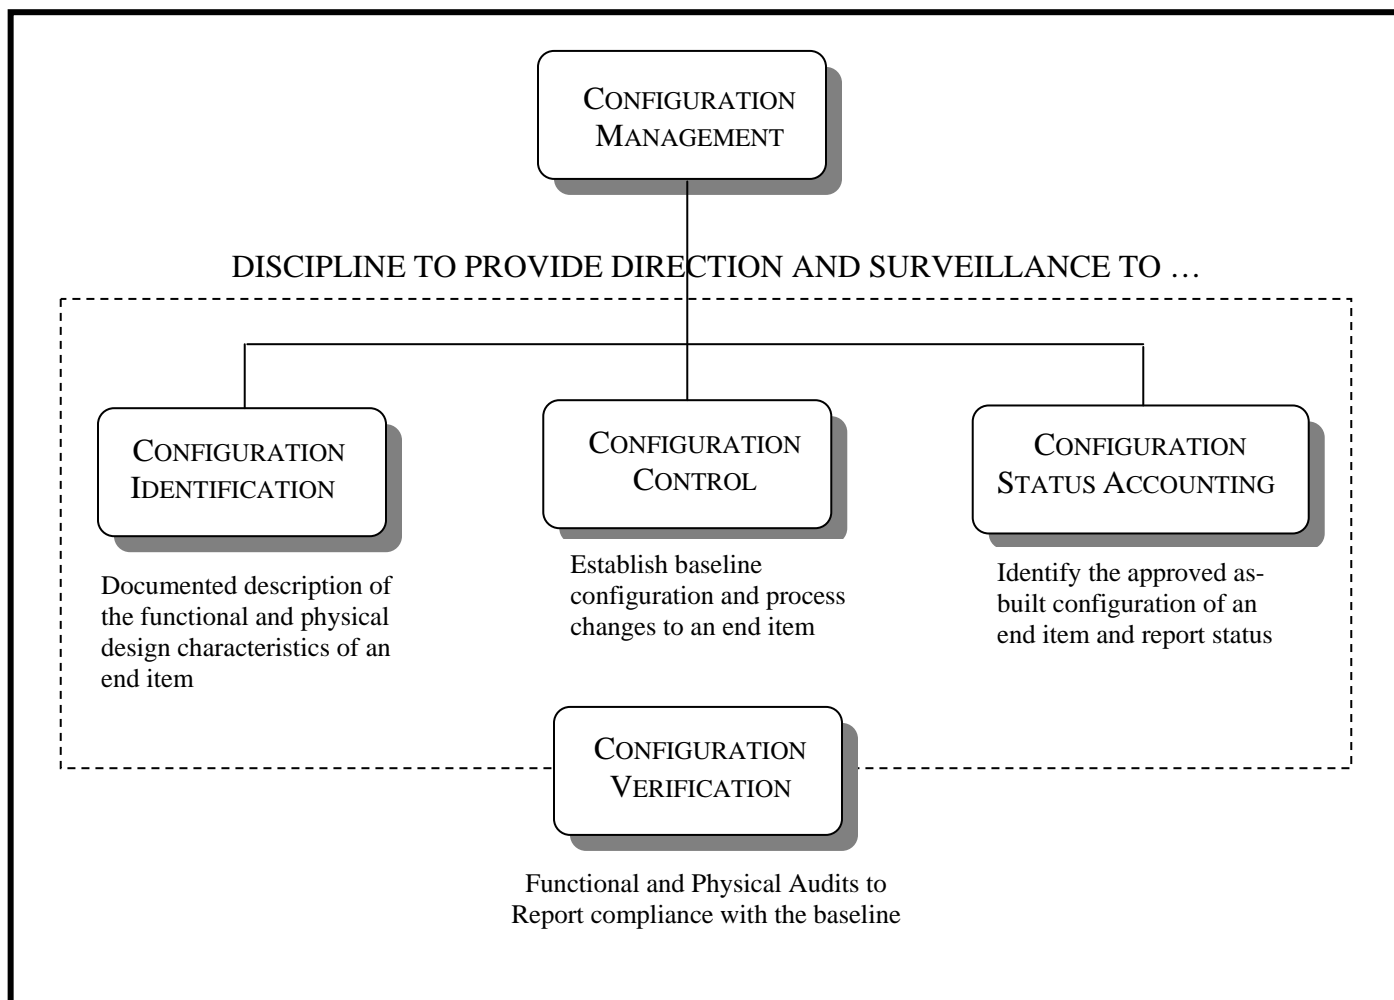 CONFIGURATION
MANAGEMENT
DISCIPLINE TO PROVIDE DIRECTION AND SURVEILLANCE TO …
CONFIGURATION
IDENTIFICATION
Documented description of
the functional and physical
design characteristics of an
end item
CONFIGURATION
CONTROL
Establish baseline
configuration and process
changes to an end item
CONFIGURATION
STATUS ACCOUNTING
Identify the approved as-
built configuration of an
end item and report status
CONFIGURATION
VERIFICATION
Functional and Physical Audits to
Report compliance with the baseline